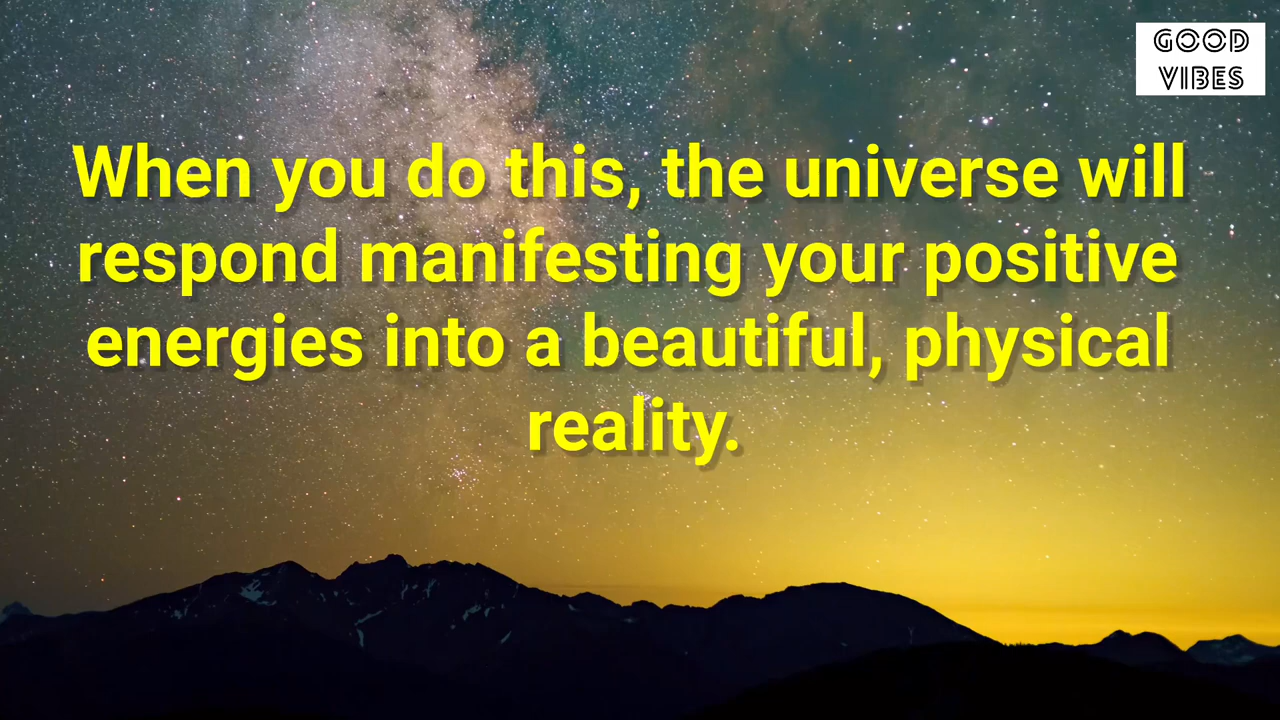 GOOD
VIBES
When you do this, the universe will
respond manifesting your positive
energies into a beautiful, physical
reality.